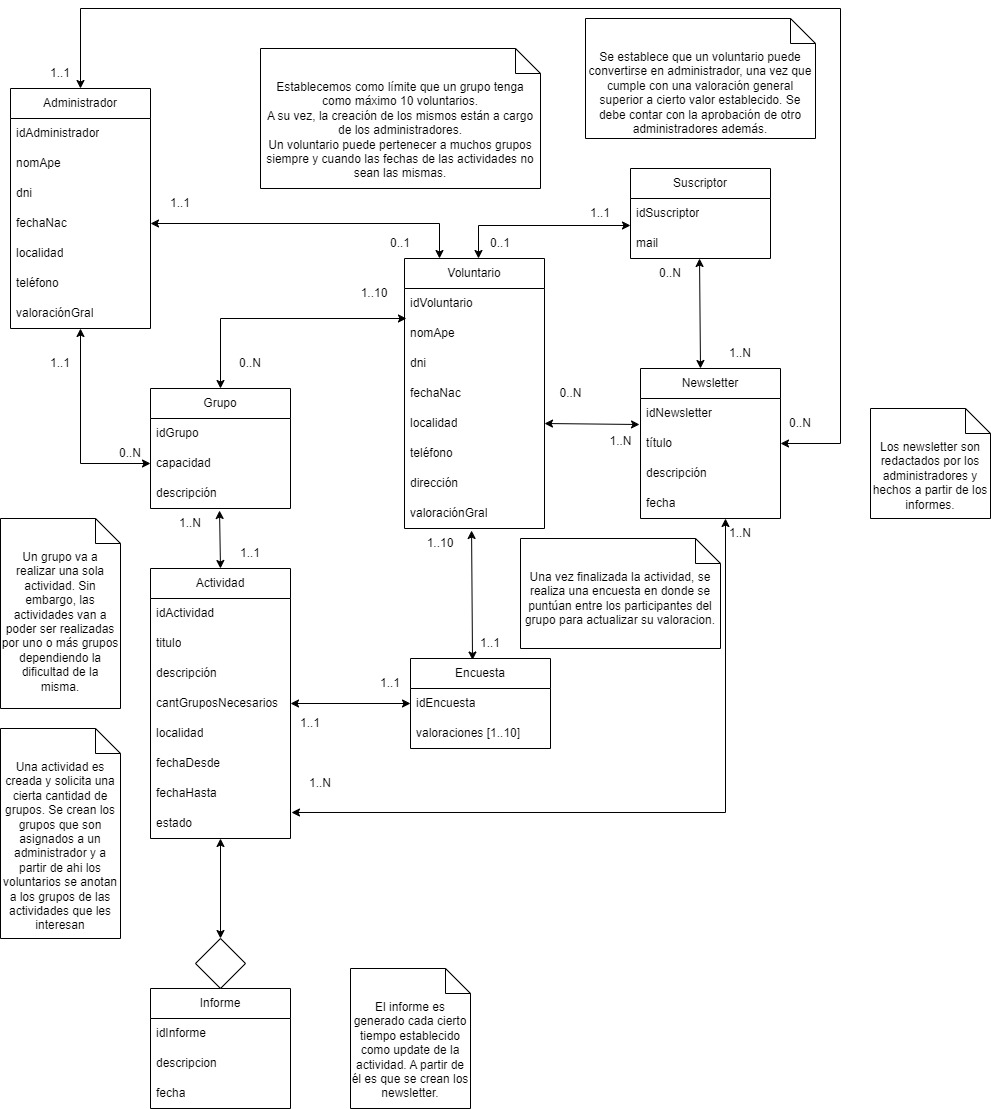 1..1
Administrador
idAdministrador
nomApe
dni
fechaNac
localidad
teléfono
valoraciónGral
Establecemos como límite que un grupo tenga
como máximo 10 voluntarios.
A su vez, la creación de los mismos están a cargo
de los administradores.
Un voluntario puede pertenecer a muchos grupos
siempre y cuando las fechas de las actividades no
sean las mismas.
Se establece que un voluntario puede
convertirse en administrador, una vez que
cumple con una valoración general
superior a cierto valor establecido. Se
debe contar con la aprobación de otro
administradores además.
Suscriptor
idSuscriptor
mail
1..1
0..1
0..1
1..1
0..N
1..N
Voluntario
idVoluntario
nomApe
dni
fechaNac
localidad
teléfono
dirección
valoraciónGral
1..10
0..N
1..1
0..N
Grupo
idGrupo
capacidad
descripción
0..N
1..N
Newsletter
idNewsletter
título
descripción
fecha
0..N
Los newsletter son
redactados por los
administradores y
hechos a partir de los
informes.
1..N
1..N
1..1
1..10
1..1
Un grupo va a
realizar una sola
actividad. Sin
embargo, las
actividades van a
poder ser realizadas
por uno o más grupos
dependiendo la
dificultad de la
misma.
Una vez finalizada la actividad, se
realiza una encuesta en donde se
puntúan entre los participantes del
grupo para actualizar su valoracion.
Actividad
idActividad
titulo
descripción
cantGruposNecesarios
localidad
fechaDesde
fechaHasta
estado
1..1
1..1
Encuesta
idEncuesta
valoraciones [1..10]
1..N
Una actividad es
creada y solicita una
cierta cantidad de
grupos. Se crean los
grupos que son
asignados a un
administrador y a
partir de ahi los
voluntarios se anotan
a los grupos de las
actividades que les
interesan
Informe
idInforme
descripcion
fecha
El informe es
generado cada cierto
tiempo establecido
como update de la
actividad. A partir de
él es que se crean los
newsletter.